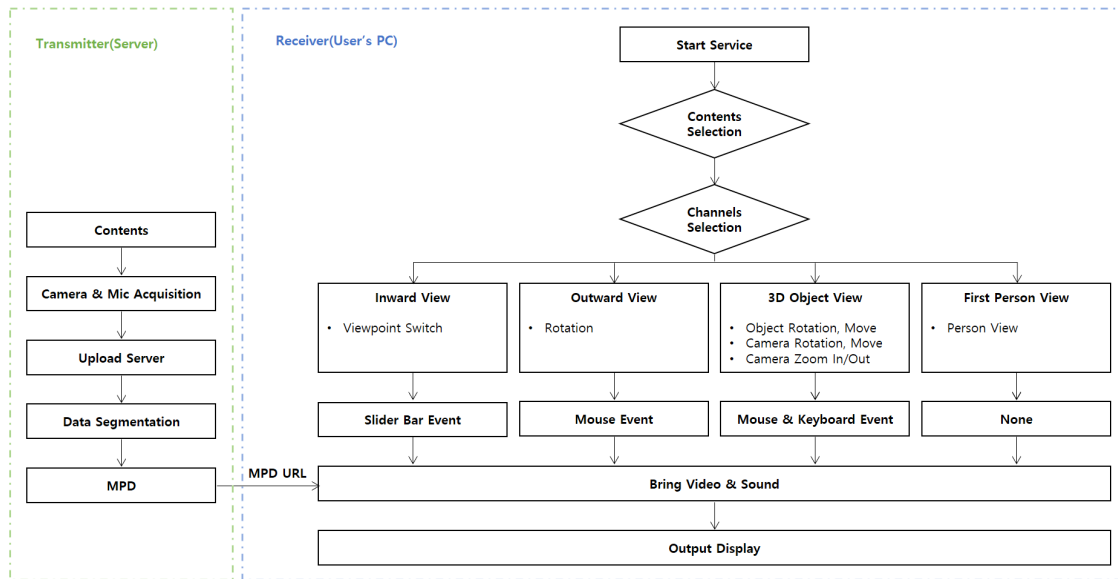 Transmitter(Server)
Receiver(User's PC)
Start Service
Contents
Selection
Channels
Selection
Contents
Camera & Mic Acquisition
Upload Server
Data Segmentation
MPD
MPD URL
Inward View
• Viewpoint Switch
Outward View
• Rotation
3D Object View
• Object Rotation, Move
• Camera Rotation, Move
• Camera Zoom In/Out
First Person View
• Person View
Slider Bar Event
Mouse Event
Mouse & Keyboard Event
None
Bring Video & Sound
Output Display